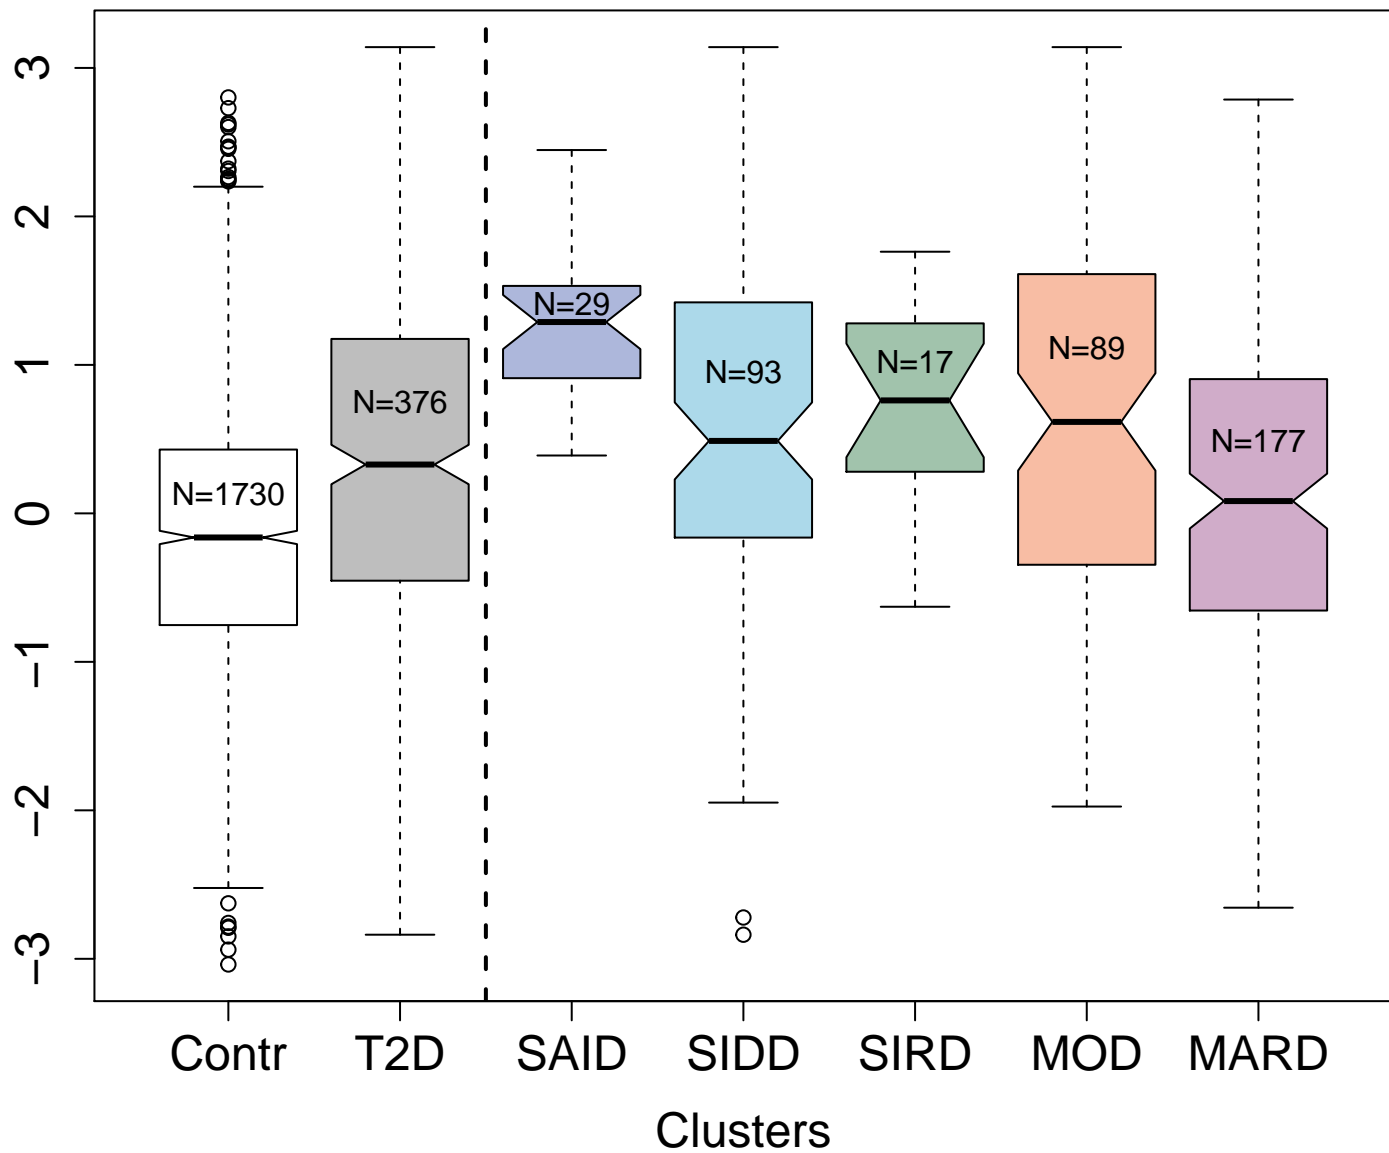 3
2
1
0
−1
−2
−3
N=1730
N=376
N=29
N=93
N=17
N=89
N=177
Contr T2D SAID SIDD SIRD MOD MARD
Clusters